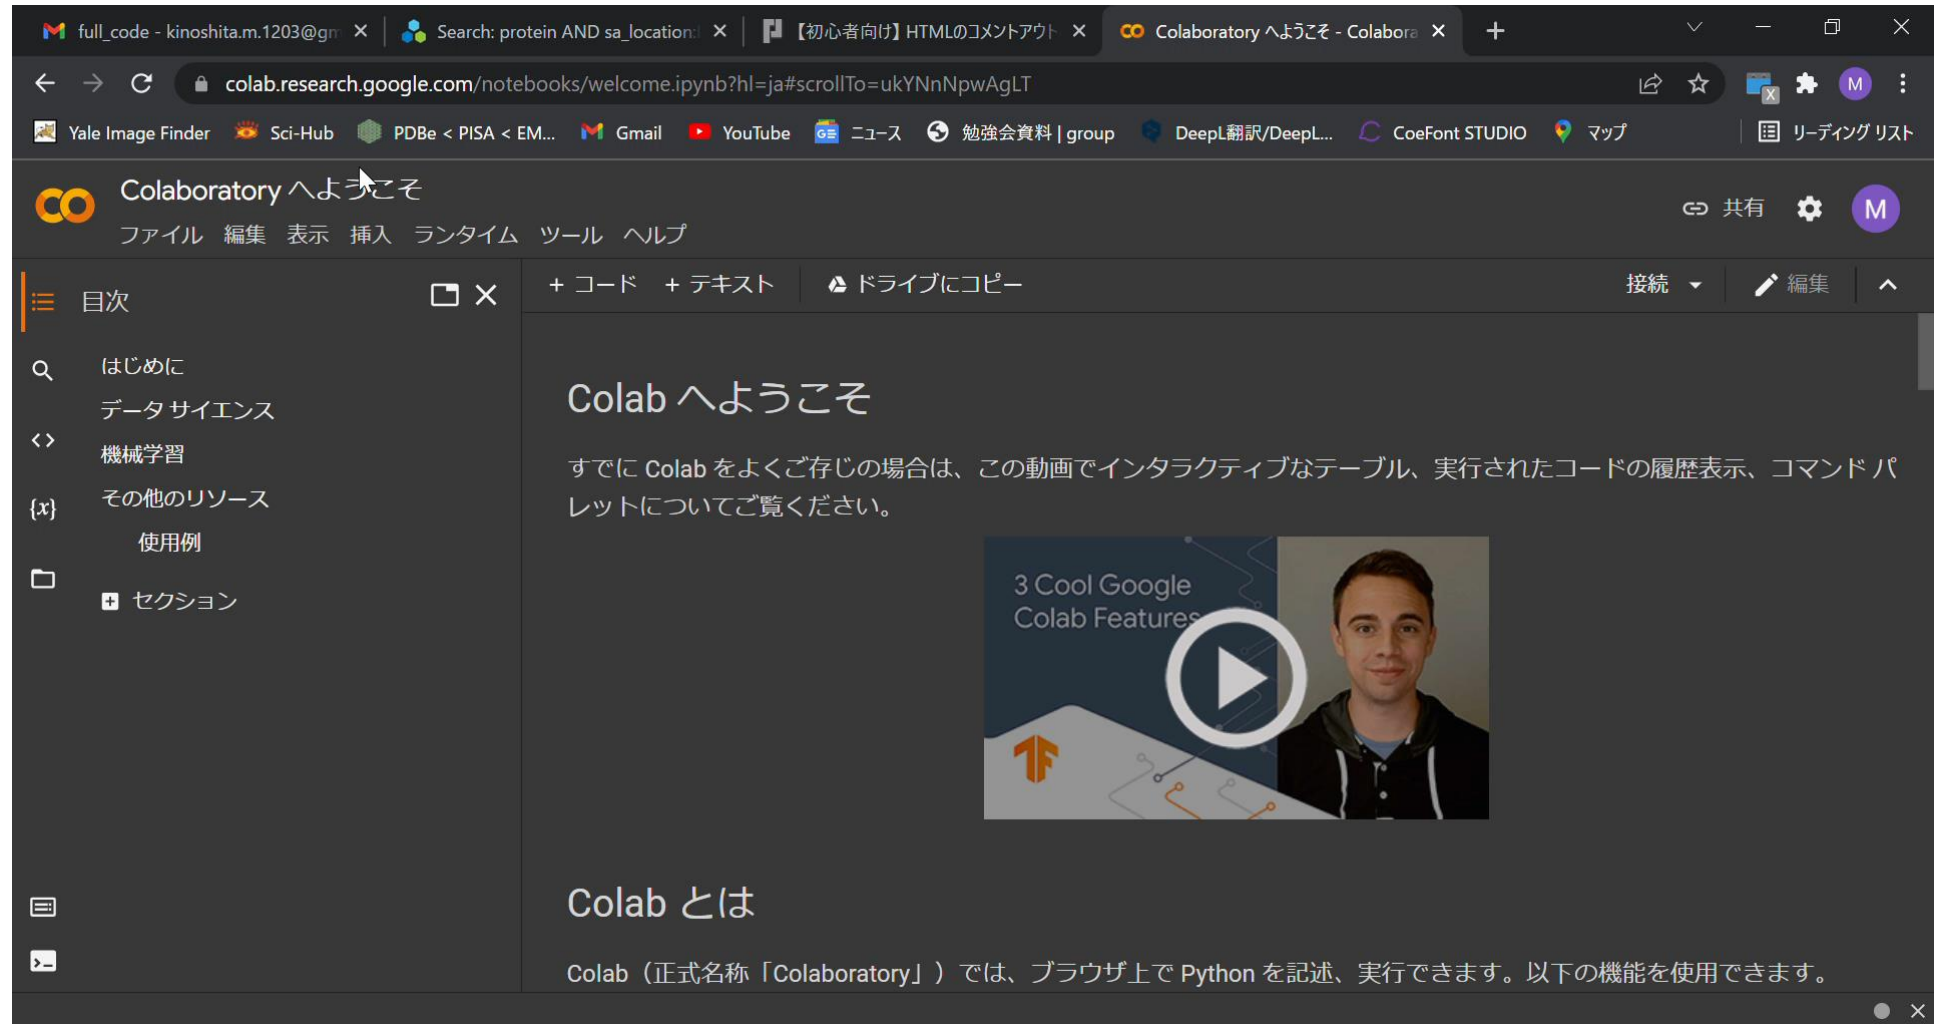 full_code - kinoshita.m.1203@gm
Search: protein AND sa_location:
【初心者向け】HTMLのコメントアウト
Colaboratory へようこそ - Colabora
colab.research.google.com/notebooks/welcome.ipynb?hl=ja#scrollTo=ukYNnNpwAgLT
X
M
Yale Image Finder
Sci-Hub
PDBe < PISA < EM...
Gmail
YouTube
GE ニュース
勉強会資料 | group
DeepL翻訳/DeepL...
CoeFont STUDIO
マップ
リーディング リスト
Colaboratory へようこそ
ファイル 編集 表示 挿入 ランタイム ツール ヘルプ
共有
M
目次
+ コード + テキスト ドライブにコピー
接続
編集
はじめに
データ サイエンス
機械学習
その他のリソース
使用例
セクション
{x}
Colab へようこそ
すでに Colab をよくご存じの場合は、この動画でインタラクティブなテーブル、実行されたコードの履歴表示、コマンド パ
レットについてご覧ください。
3 Cool Google
Colab Features
Colab とは
Colab（正式名称「Colaboratory」）では、ブラウザ上で Python を記述、実行できます。以下の機能を使用できます。